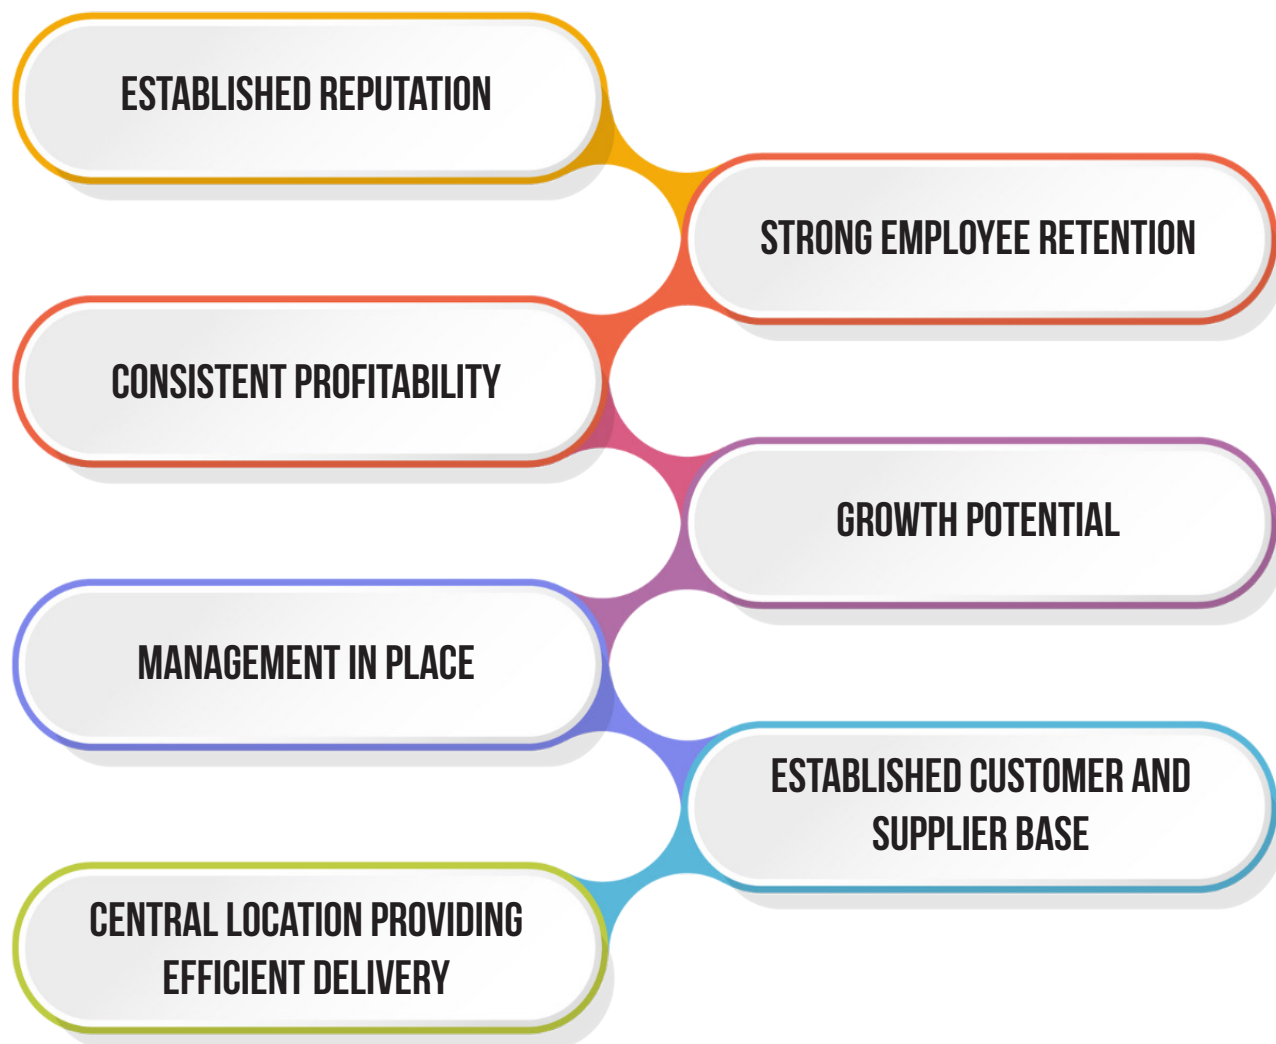 ESTABLISHED REPUTATION
STRONG EMPLOYEE RETENTION
CONSISTENT PROFITABILITY
GROWTH POTENTIAL
MANAGEMENT IN PLACE
ESTABLISHED CUSTOMER AND
SUPPLIER BASE
CENTRAL LOCATION PROVIDING
EFFICIENT DELIVERY